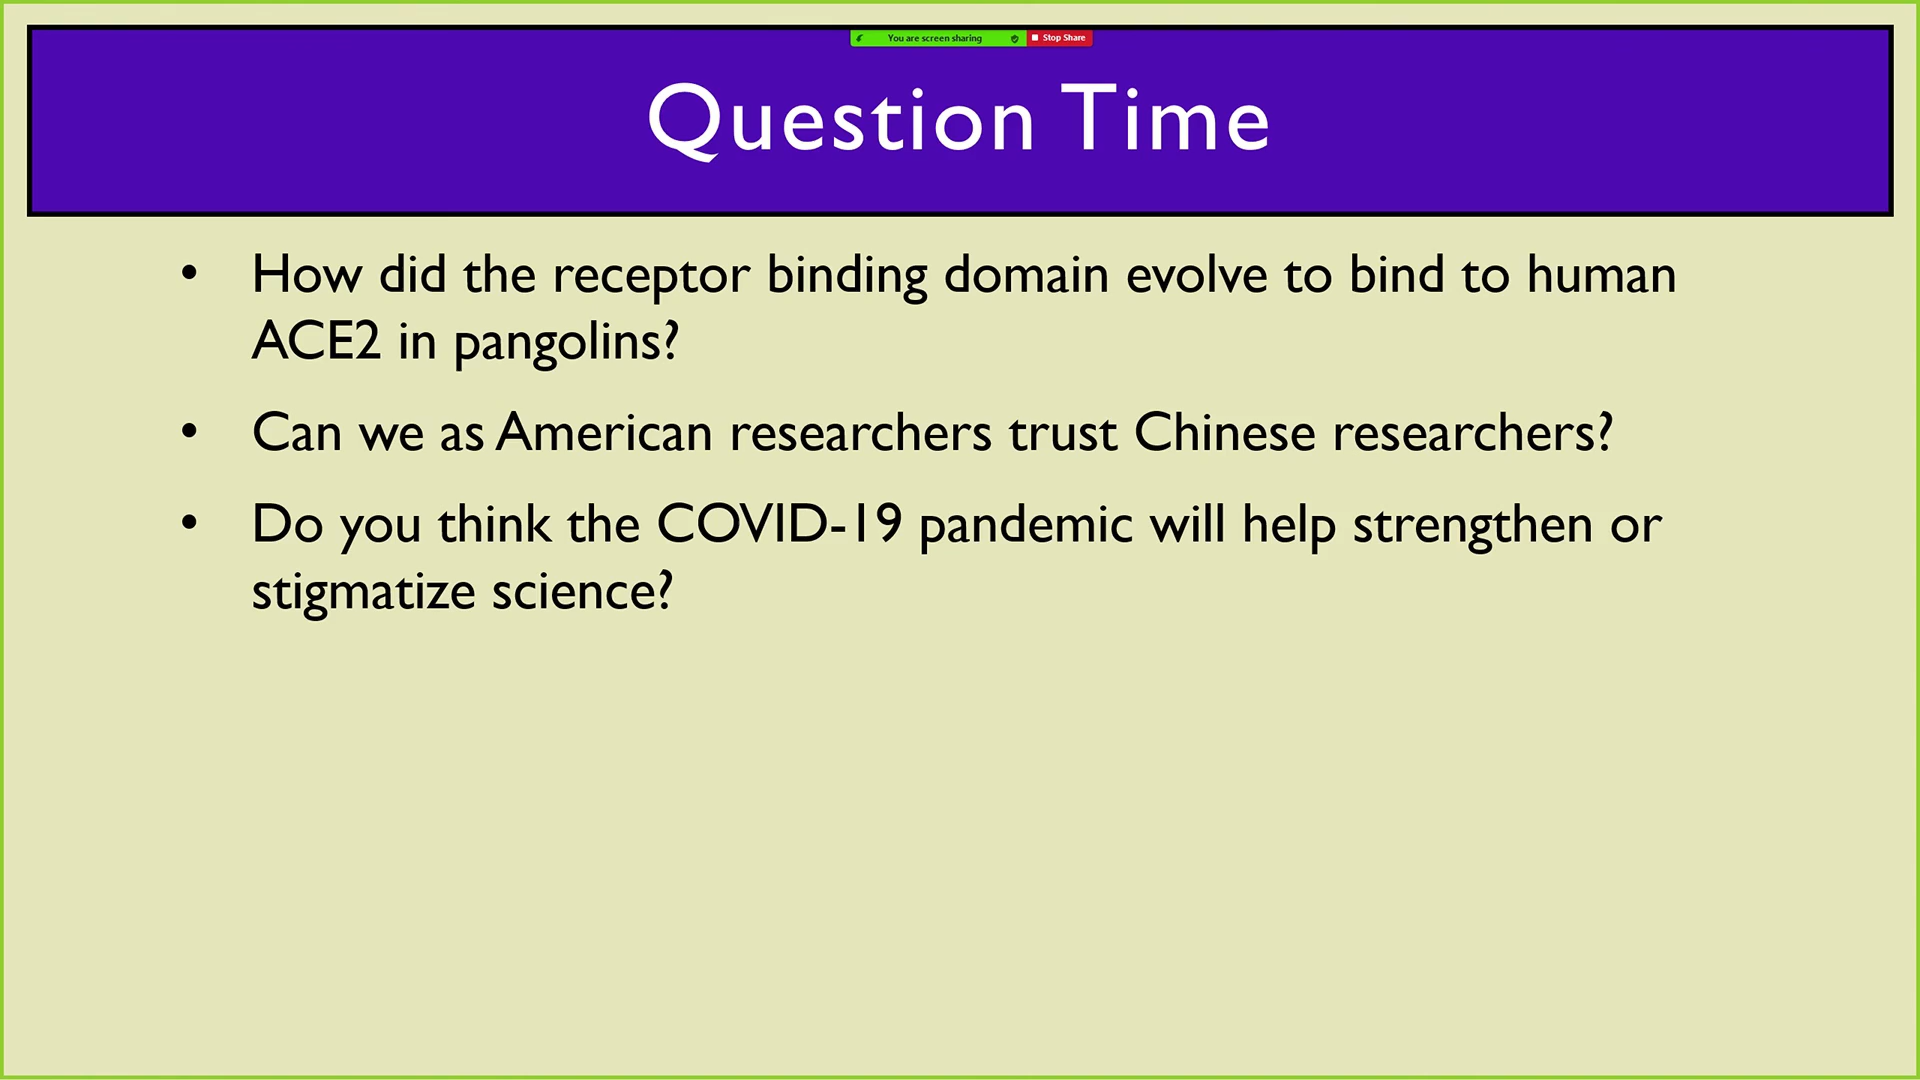 You are screen sharing
Stop Share
Question Time
• How did the receptor binding domain evolve to bind to human
ACE2 in pangolins?
• Can we as American researchers trust Chinese researchers?
• Do you think the COVID-19 pandemic will help strengthen or
stigmatize science?